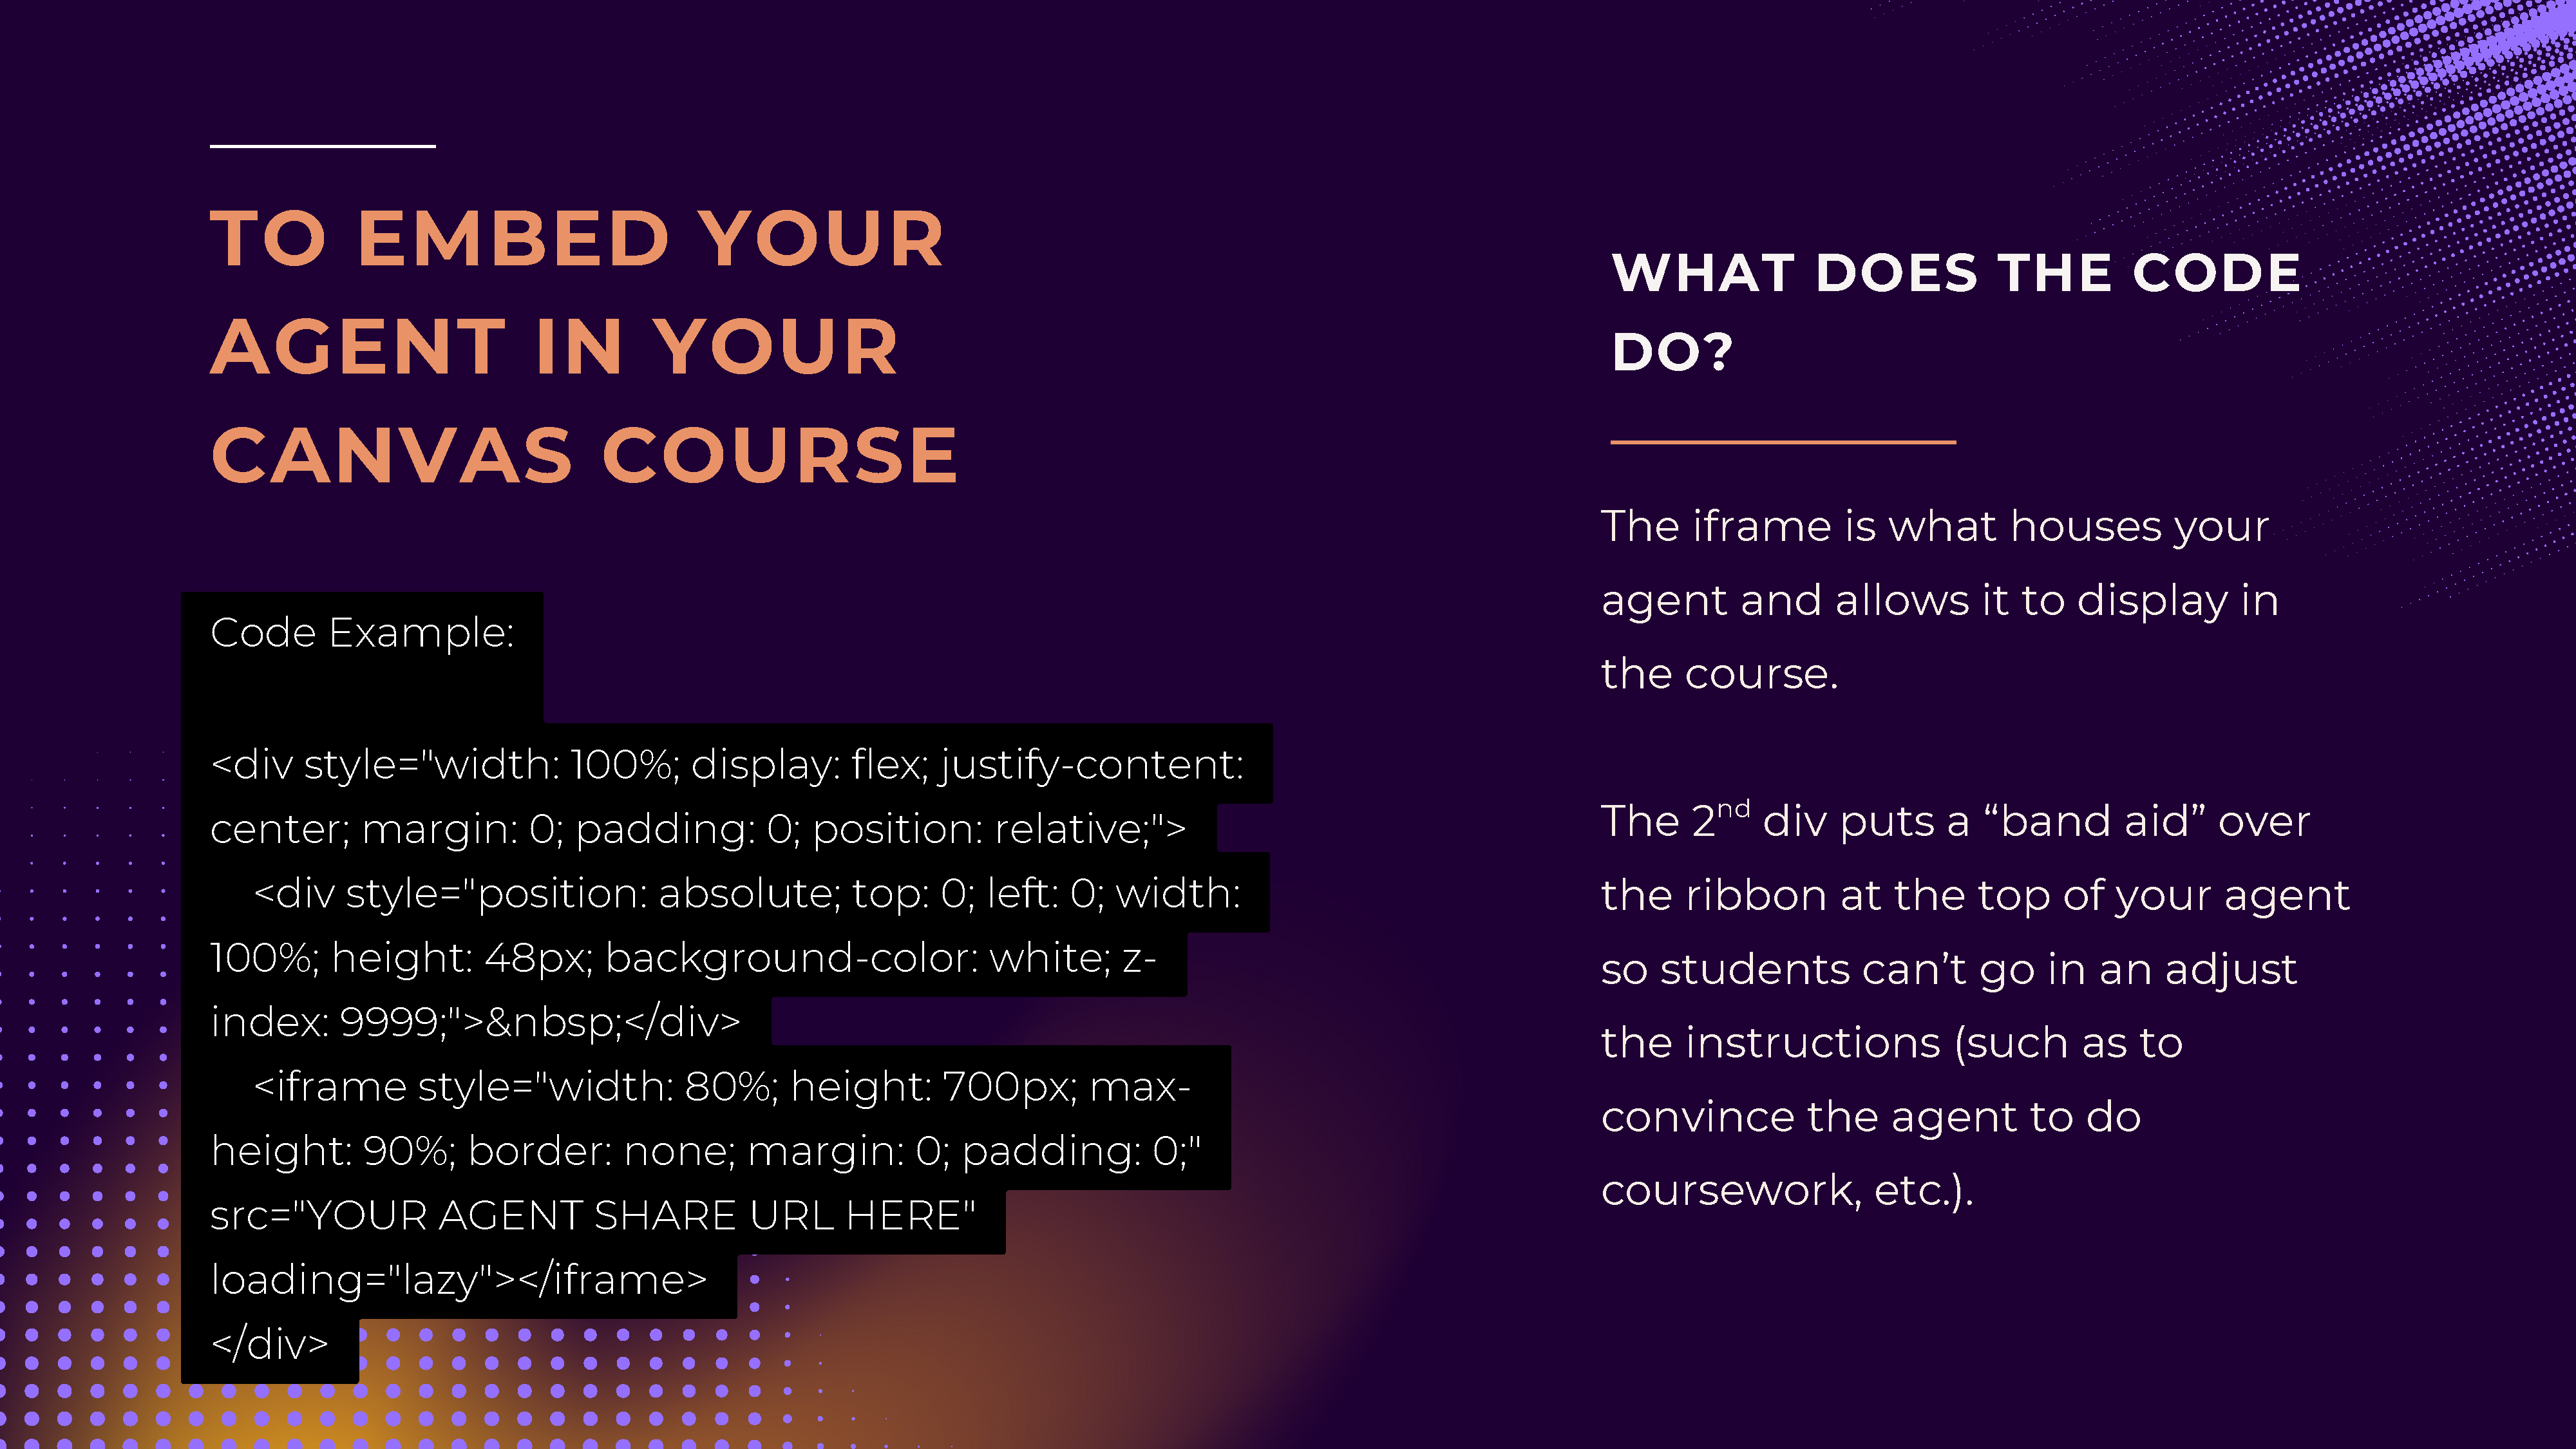 TO EMBED YOUR
AGENT IN YOUR
CANVAS COURSE
Code Example:
<div style="width: 100%; display: flex; justify-content:
center; margin: 0; padding: 0; position: relative;">
<div style="position: absolute; top: 0; left: 0; width:
100%; height: 48px; background-color: white; z-
index: 9999;">&nbsp;</div>
<iframe style="width: 80%; height: 700px; max-
height: 90%; border: none; margin: 0; padding: 0;"
src="YOUR AGENT SHARE URL HERE"
loading="lazy"></iframe>
</div>
WHAT DOES THE CODE
DO?
The iframe is what houses your
agent and allows it to display in
the course.
The 2nd div puts a “band aid” over
the ribbon at the top of your agent
so students can’t go in an adjust
the instructions (such as to
convince the agent to do
coursework, etc.).